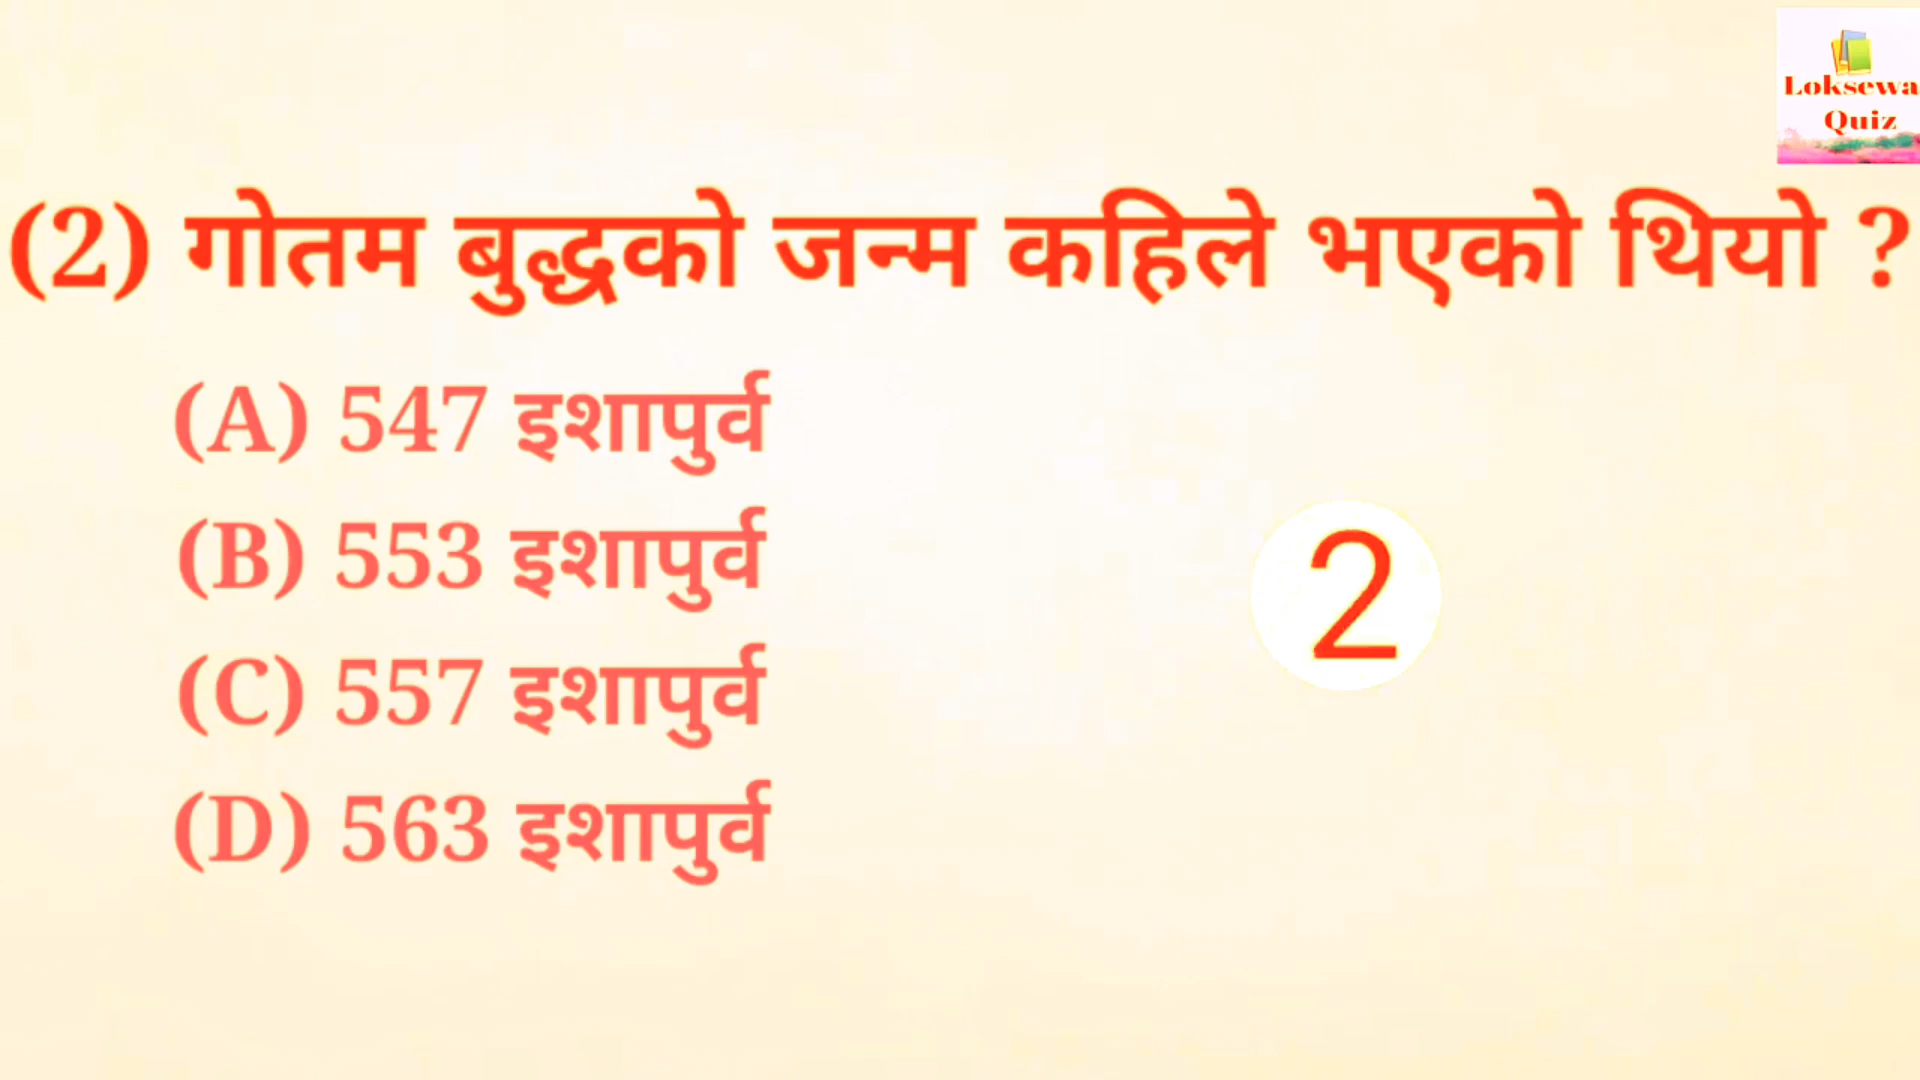 Loksewa
Quiz
(2) गोतम बुद्धको जन्म कहिले भएको थियो ?
(A) 547 इशापुर्व
(B) 553 इशापुर्व
2
(C) 557 इशापुर्व
(D) 563 इशापुर्व